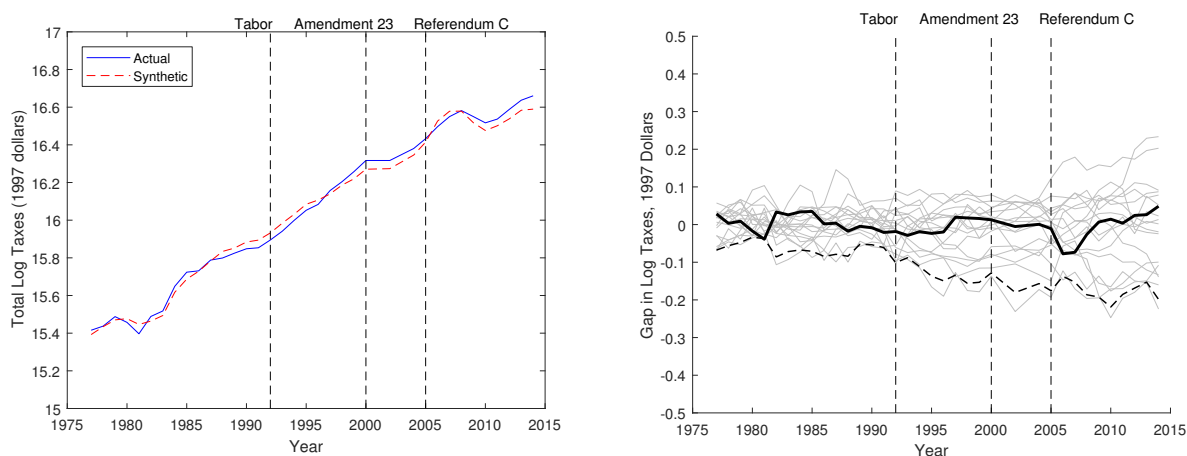 Tabor Amendment 23 Referendum C
17
16.8
16.6
16.4
16.2
16
15.8
15.6
15.4
15.2
15
Total Log Taxes (1997 dollars)
Actual
Synthetic
1975 1980 1985 1990 1995 2000 2005 2010 2015
Year
Tabor Amendment 23 Referendum C
0.5
0.4
0.3
0.2
0.1
0
-0.1
-0.2
-0.3
-0.4
-0.5
Gap in Log Taxes, 1997 Dollars
1975 1980 1985 1990 1995 2000 2005 2010 2015
Year